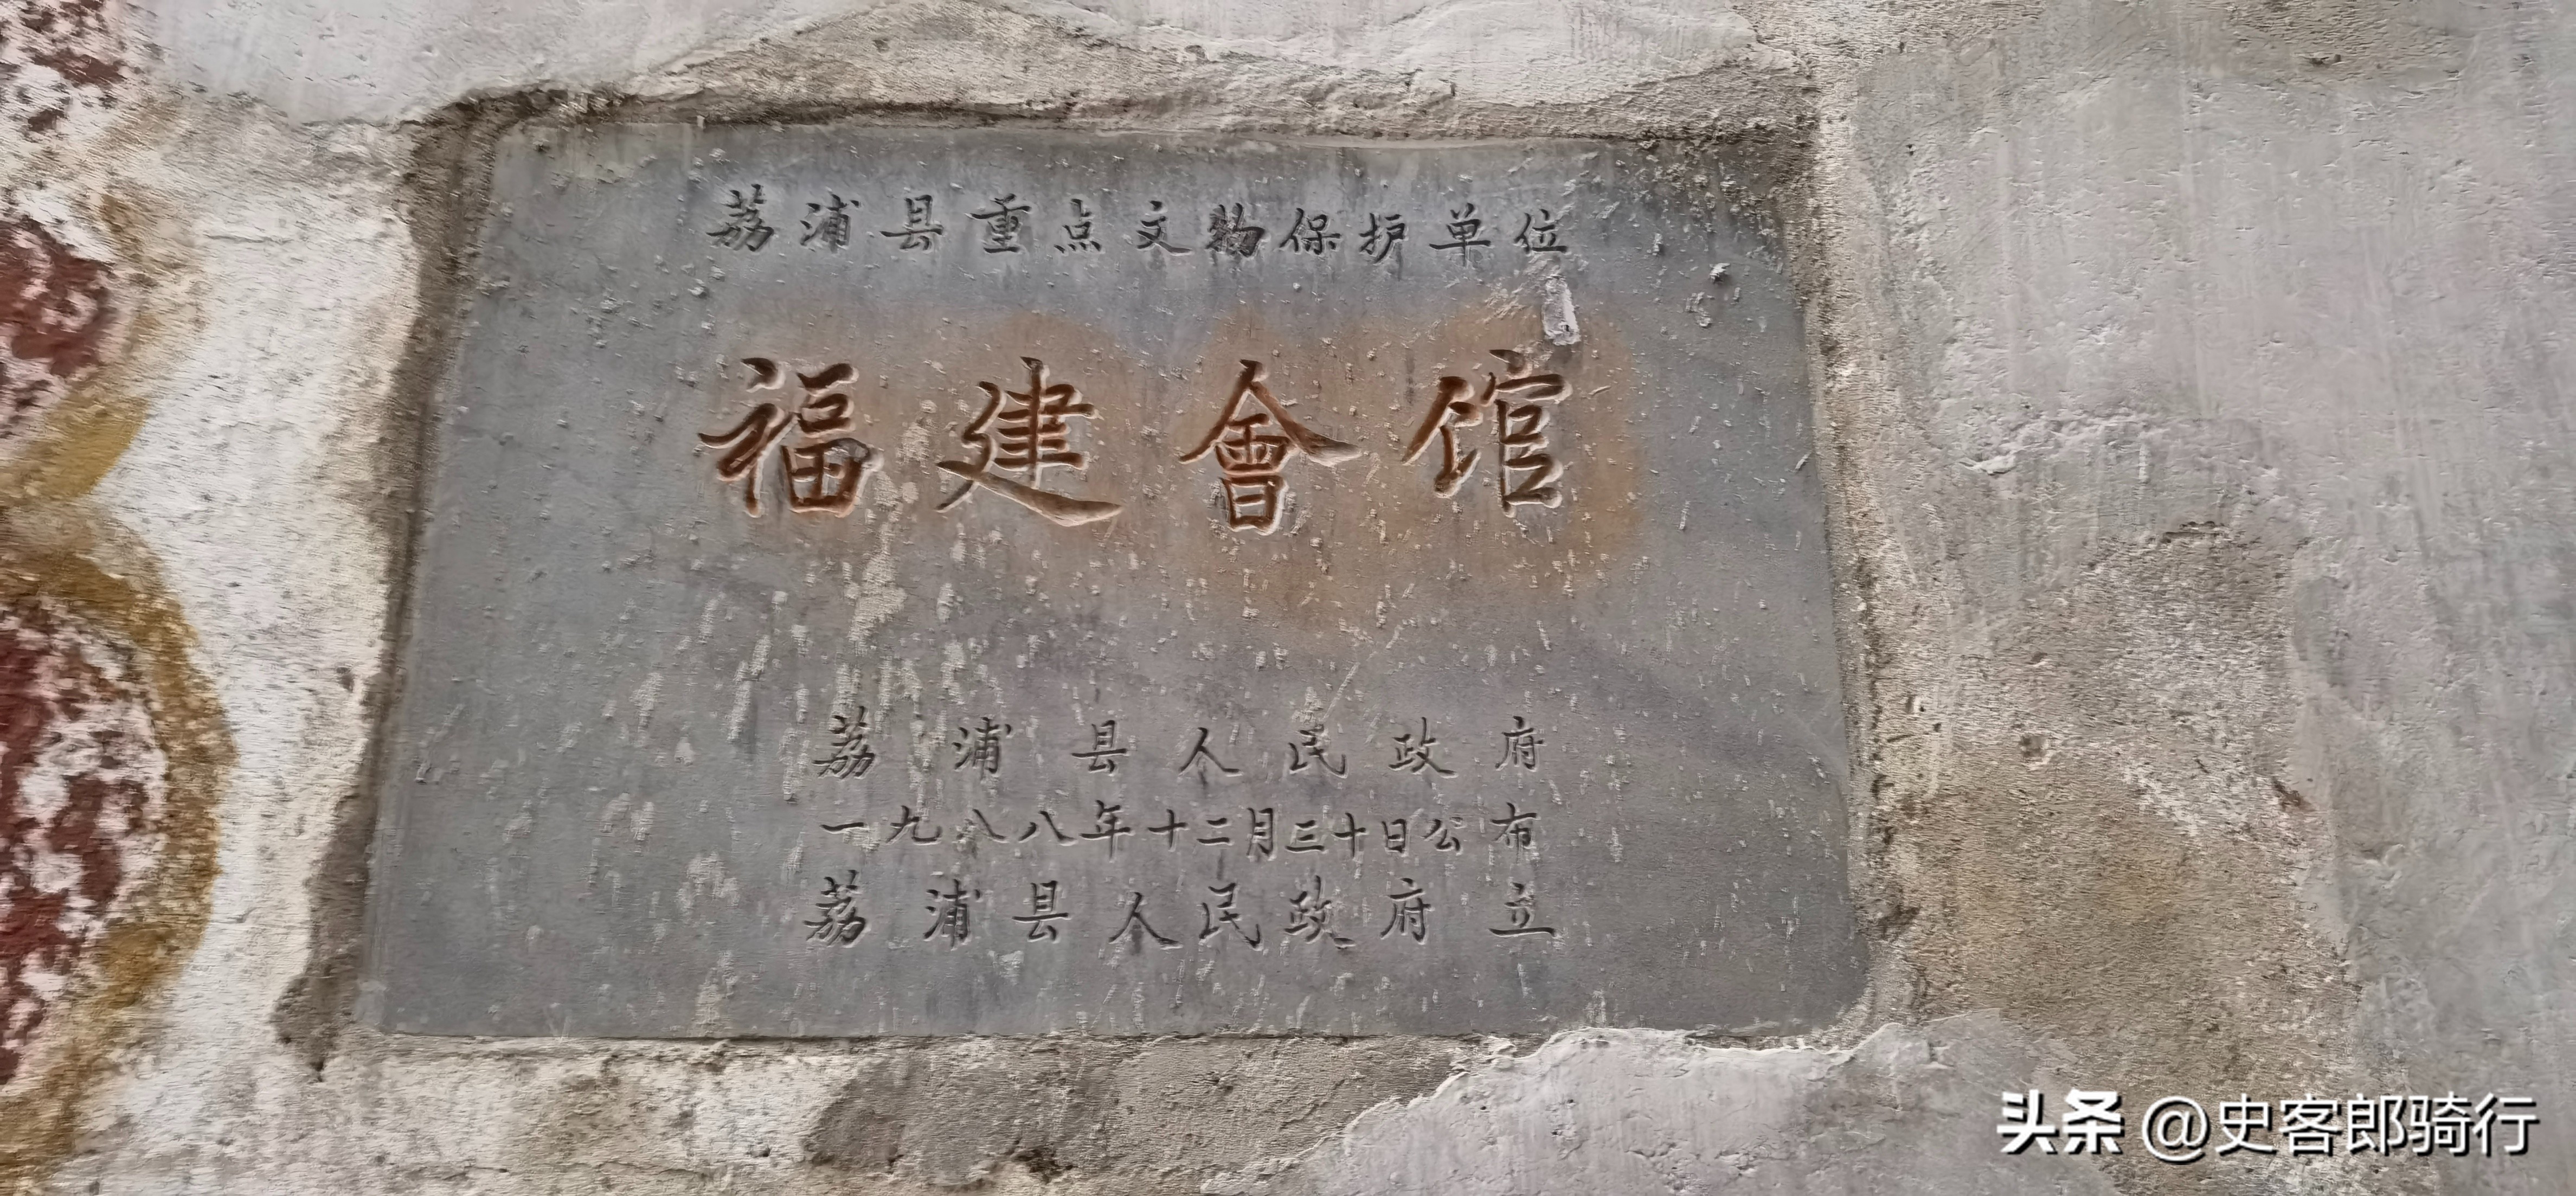 荔浦县重点文物保护单位
福建會馆
荔浦县人民政府
一九八八年十二月三十日公布
荔浦县人民政府立
头条 @史客郎骑行